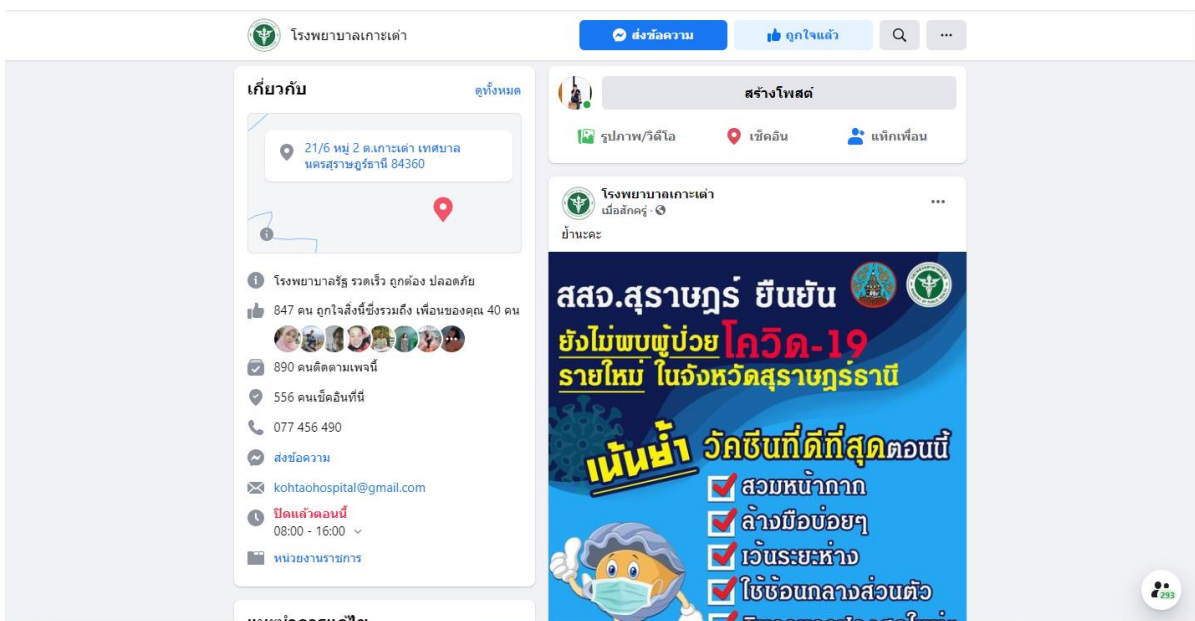 โรงพยาบาลเกาะเต่า
ส่งข้อความ
ถูกใจแล้ว
เกี่ยวกับ
ดูทั้งหมด
21/6 หมู่ 2 ต.เกาะเต่า เทศบาล
นครสุราษฎร์ธานี 84360
โรงพยาบาลรัฐ รวดเร็ว ถูกต้อง ปลอดภัย
847 คน ถูกใจสิ่งนี้ซึ่งรวมถึง เพื่อนของคุณ 40 คน
890 คนติดตามเพจนี้
556 คนเช็คอินที่นี่
077 456 490
ส่งข้อความ
kohtaohospital@gmail.com
ปิดแล้วตอนนี้
08:00 - 16:00
หน่วยงานราชการ
สร้างโพสต์
รูปภาพ/วิดีโอ
เช็คอิน
แท็กเพื่อน
โรงพยาบาลเกาะเต่า
เมื่อสักครู่ ·
ย้ำนะคะ
สสจ.สุราษฎร์ ยืนยัน
ยังไม่พบผู้ป่วยโควิด-19
รายใหม่ ในจังหวัดสุราษฎร์ธานี
เน้นย้ำ วัคซีนที่ดีที่สุดตอนนี้
สวมหน้ากาก
ล้างมือบ่อยๆ
เว้นระยะห่าง
ใช้ช้อนกลางส่วนตัว
293